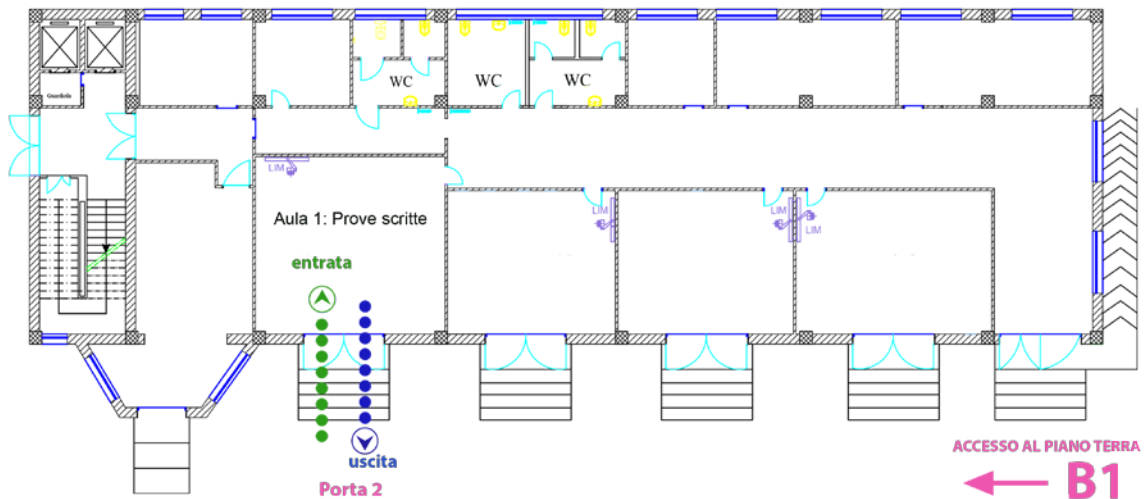 Guardiola
WC
WC
WC
LIM
LIM
LIM
LIM
Aula 1: Prove scritte
entrata
uscita
Porta 2
ACCESSO AL PIANO TERRA
B1